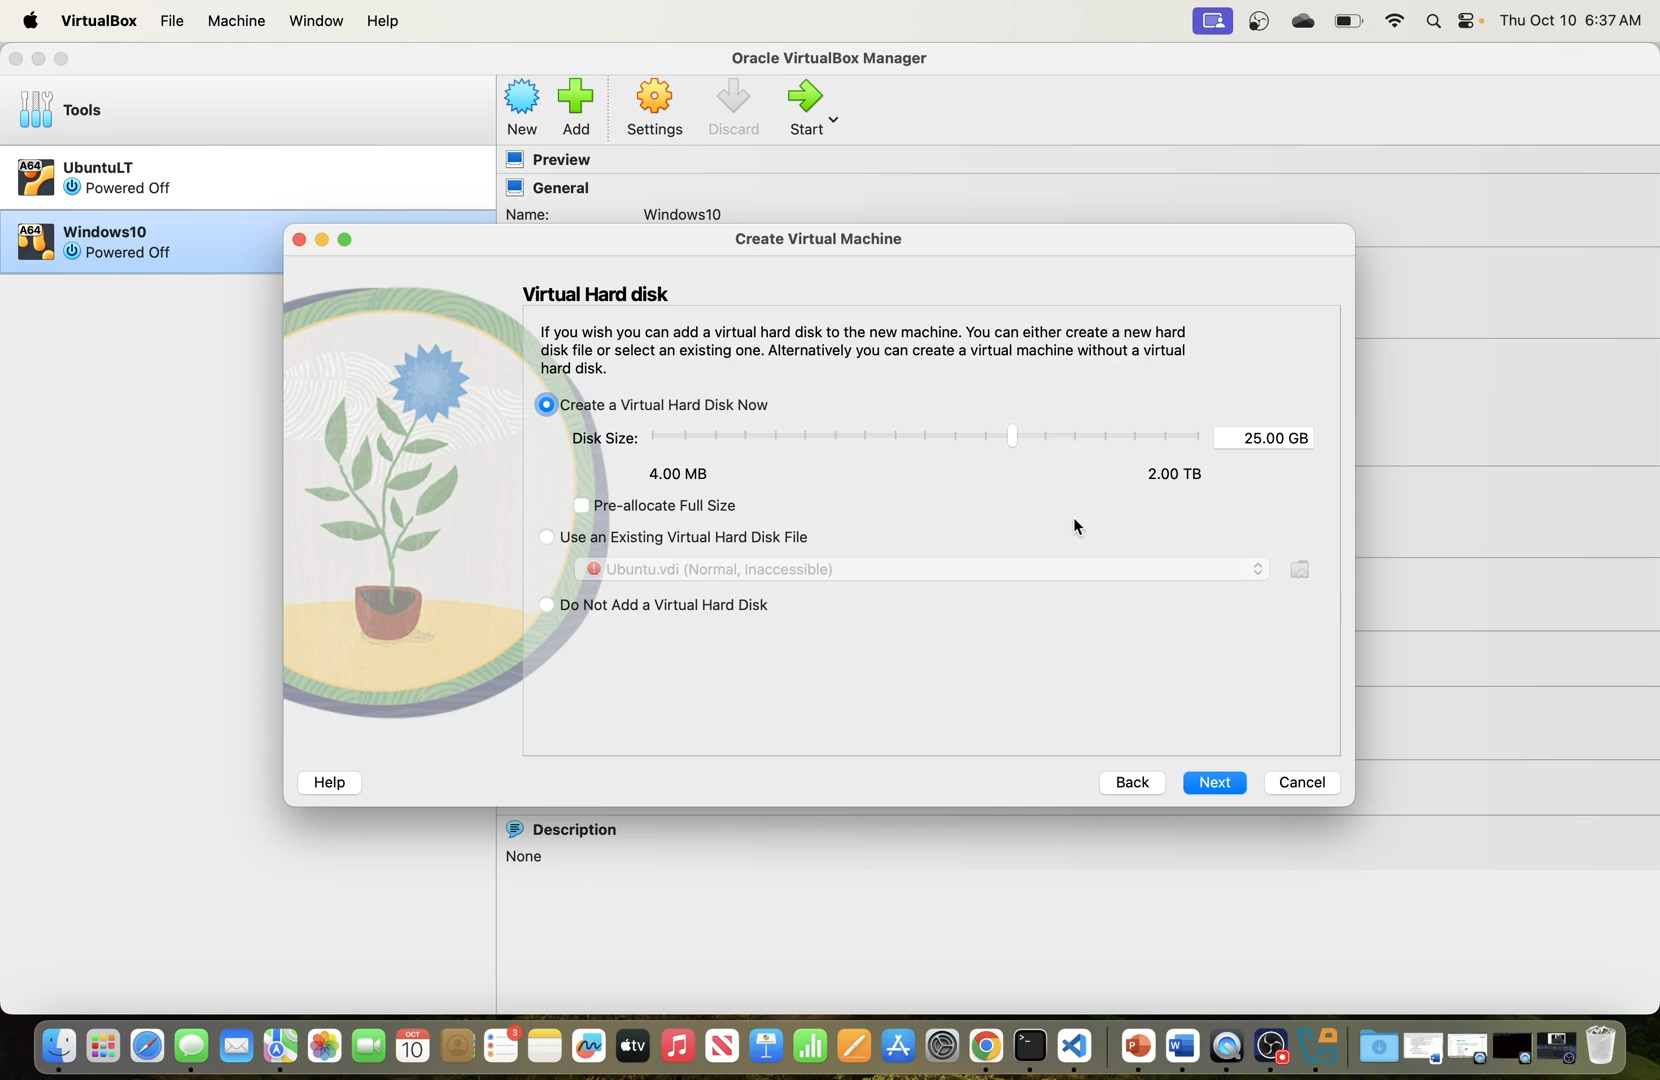 VirtualBox File Machine Window Help Thu Oct 10 6:37 AM
Oracle VirtualBox Manager
Tools
New Add Settings Discard Start
A64 UbuntuLT
Powered Off
A64 Windows10
Powered Off
Preview
General
Name: Windows10
Create Virtual Machine
Virtual Hard disk
If you wish you can add a virtual hard disk to the new machine. You can either create a new hard
disk file or select an existing one. Alternatively you can create a virtual machine without a virtual
hard disk.
Create a Virtual Hard Disk Now
Disk Size: 25.00 GB
4.00 MB 2.00 TB
Pre-allocate Full Size
Use an Existing Virtual Hard Disk File
Ubuntu.vdi (Normal, Inaccessible)
Do Not Add a Virtual Hard Disk
Help Back Next Cancel
Description
None
OCT
10
3
tv